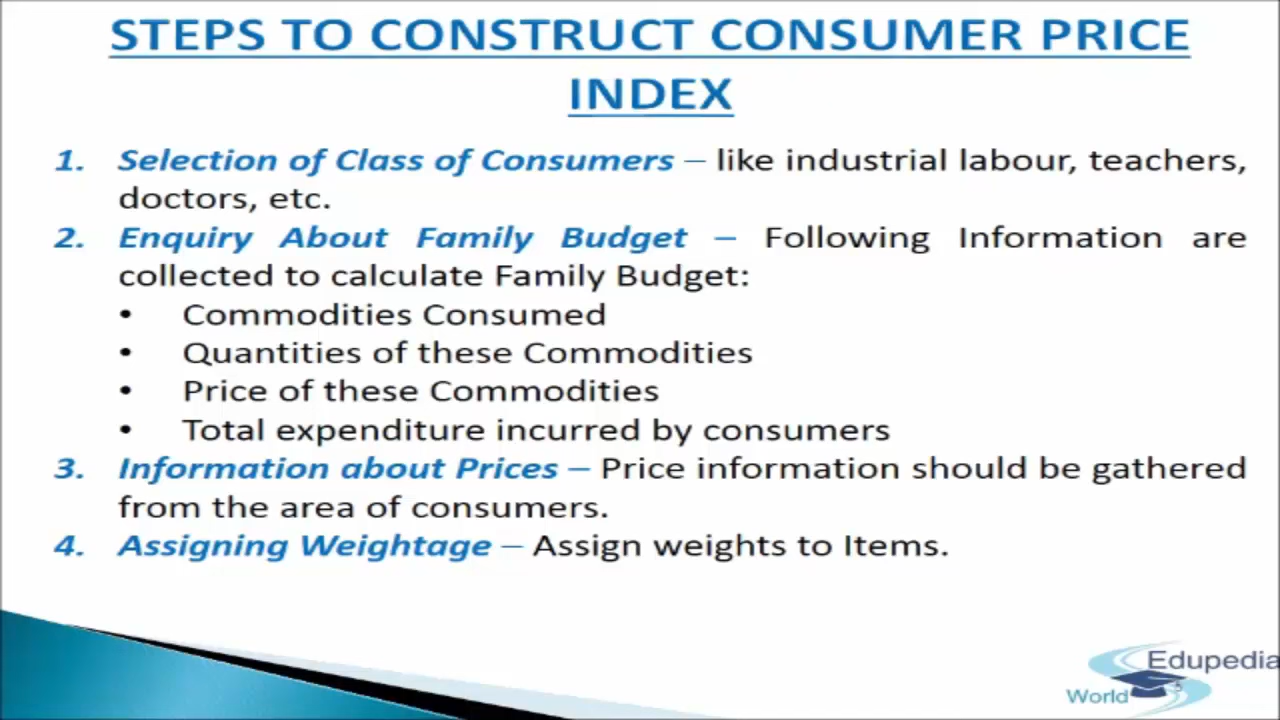 STEPS TO CONSTRUCT CONSUMER PRICE
INDEX
1. Selection of Class of Consumers – like industrial labour, teachers,
doctors, etc.
2. Enquiry About Family Budget – Following Information are
collected to calculate Family Budget:
• Commodities Consumed
• Quantities of these Commodities
• Price of these Commodities
• Total expenditure incurred by consumers
3. Information about Prices – Price information should be gathered
from the area of consumers.
4. Assigning Weightage – Assign weights to Items.
Edupedia
World